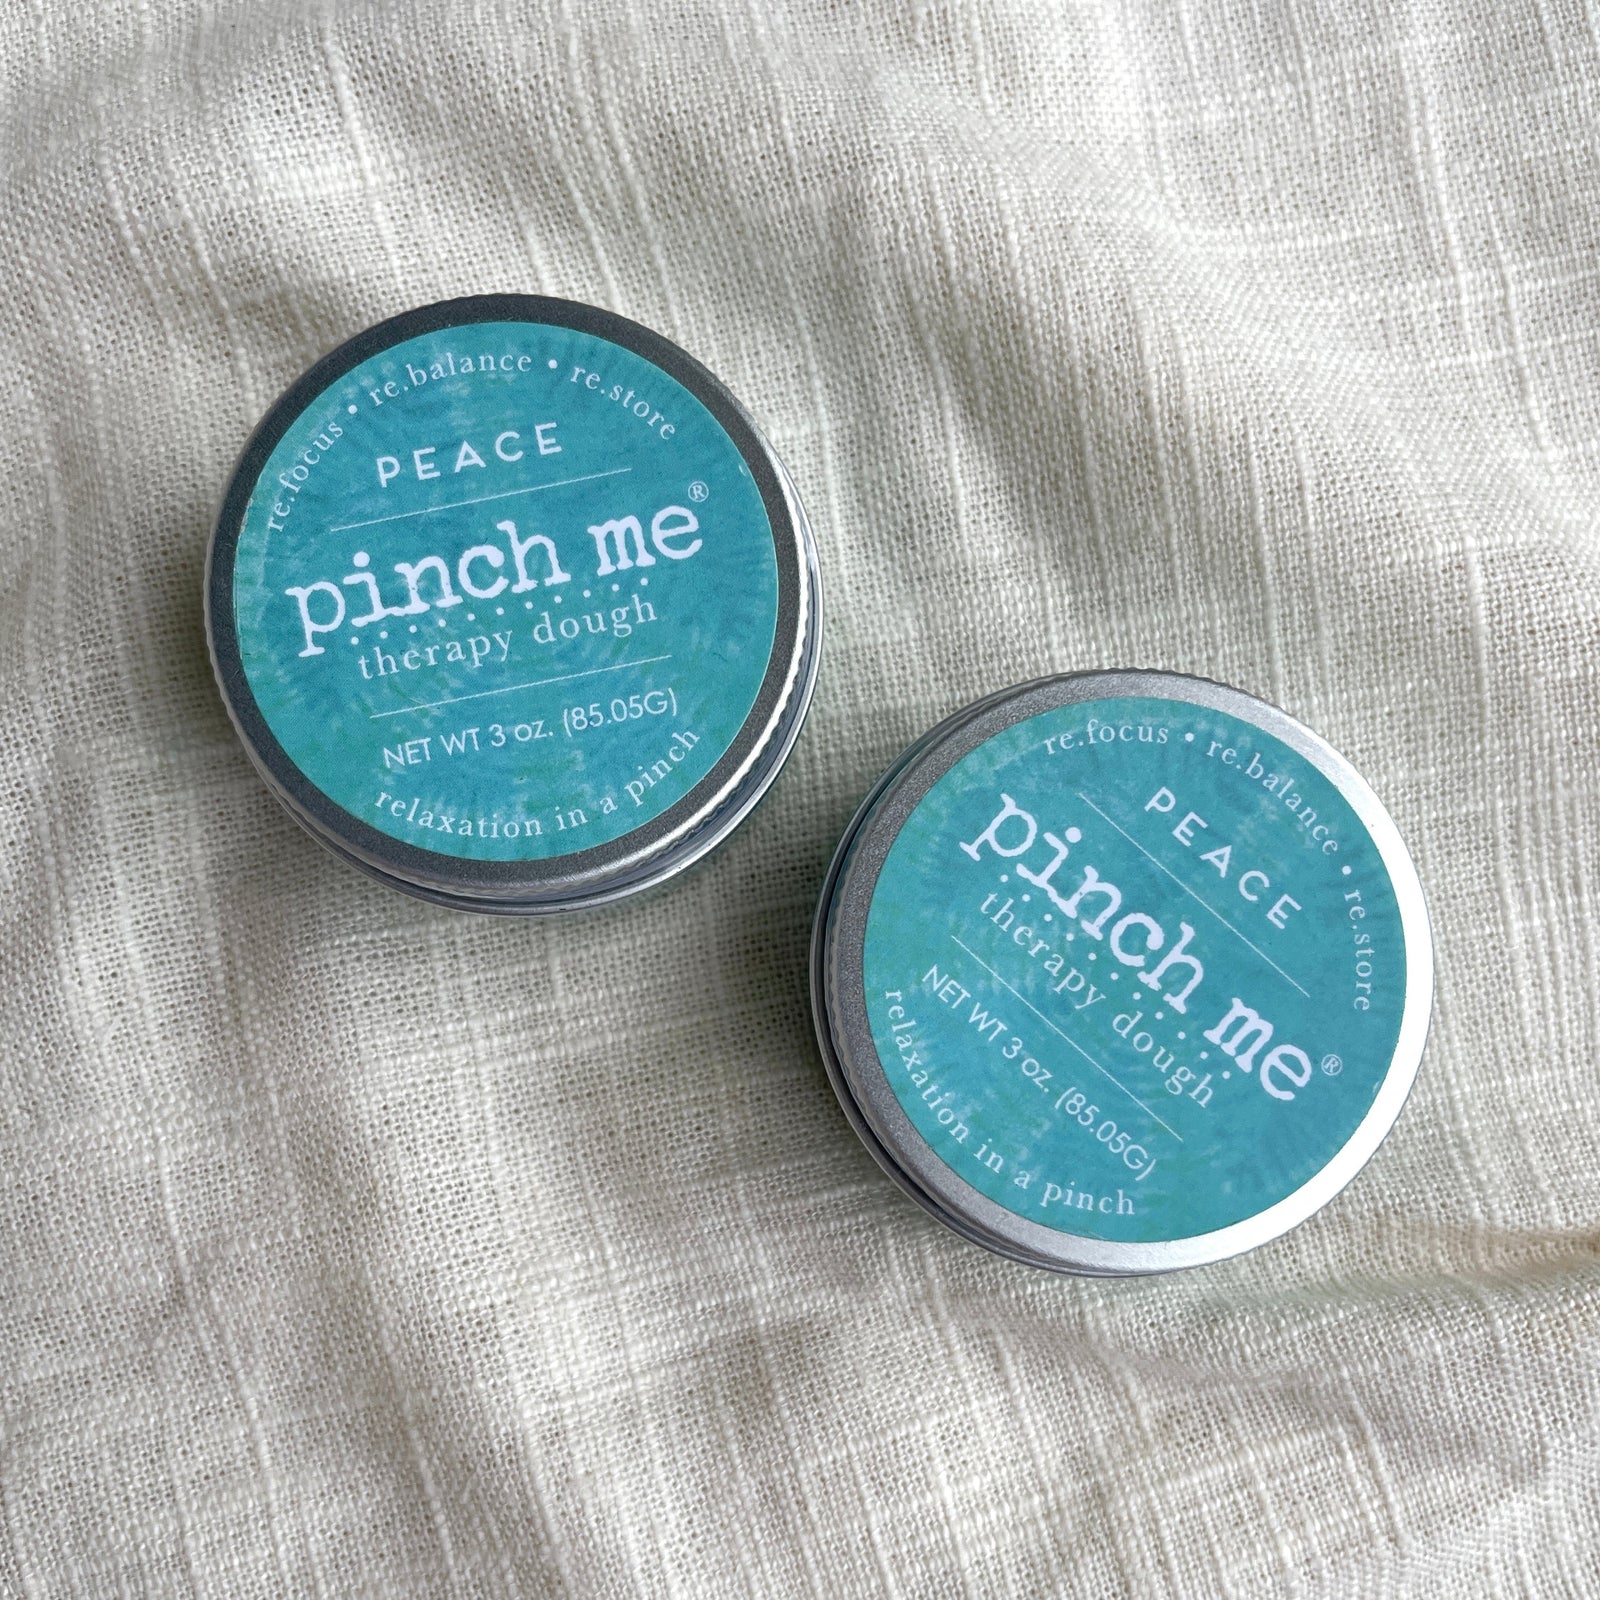 re.focus • re.balance • re.store
PEACE
pinch me®
therapy dough
NET WT 3 oz. (85.05G)
relaxation in a pinch
re.focus • re.balance • re.store
PEACE
pinch me®
therapy dough
NET WT 3 oz. (85.05G)
relaxation in a pinch